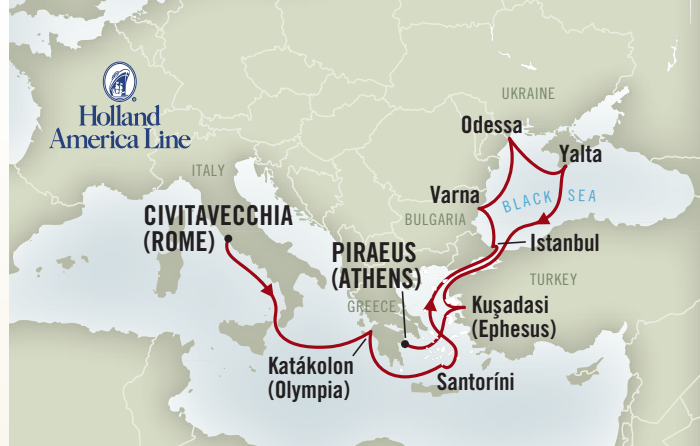 Holland
America Line
UKRAINE
Odessa
Yalta
ITALY
Varna
BLACK SEA
CIVITAVECCHIA
(ROME)
BULGARIA
Istanbul
PIRAEUS
(ATHENS)
TURKEY
GREECE
Kuşadasi
(Ephesus)
Katákolon
(Olympia)
Santoríni